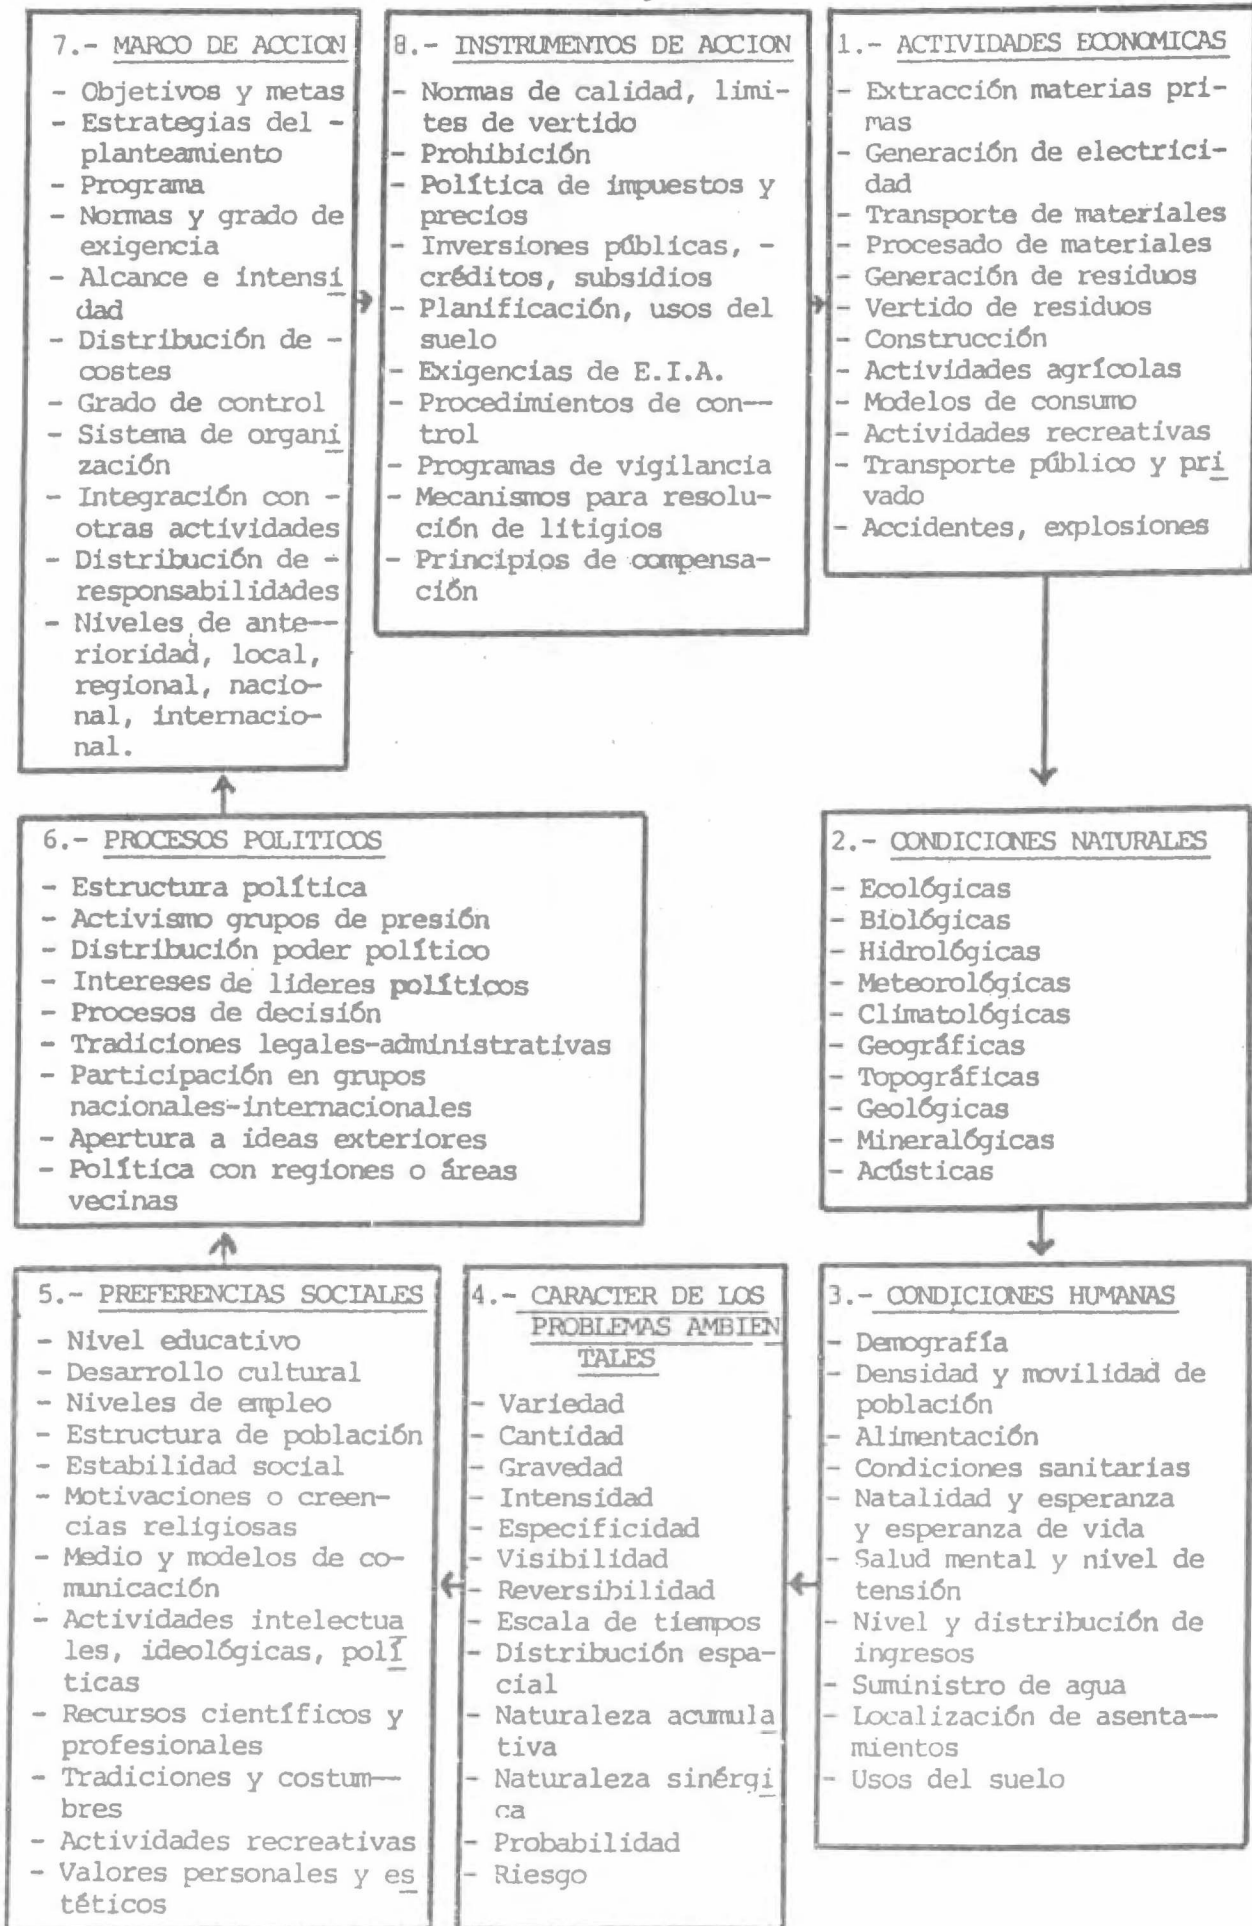 7.- MARCO DE ACCION
- Objetivos y metas
- Estrategias del -
planteamiento
- Programa
- Normas y grado de
exigencia
- Alcance e intensi
dad
- Distribución de -
costes
- Grado de control
- Sistema de organi
zación
- Integración con -
otras actividades
- Distribución de -
responsabilidades
- Niveles de ante--
rioridad, local,
regional, nacio-
nal, internacio-
nal.
8.- INSTRUMENTOS DE ACCION
- Normas de calidad, limi-
tes de vertido
- Prohibición
- Política de impuestos y
precios
- Inversiones públicas, -
créditos, subsidios
- Planificación, usos del
suelo
- Exigencias de E.I.A.
- Procedimientos de con--
trol
- Programas de vigilancia
- Mecanismos para resolu-
ción de litigios
- Principios de compensa-
ción
1.- ACTIVIDADES ECONOMICAS
- Extracción materias pri-
mas
- Generación de electrici-
dad
- Transporte de materiales
- Procesado de materiales
- Generación de residuos
- Vertido de residuos
- Construcción
- Actividades agrícolas
- Modelos de consumo
- Actividades recreativas
- Transporte público y pri
vado
- Accidentes, explosiones
6.- PROCESOS POLITICOS
- Estructura política
- Activismo grupos de presión
- Distribución poder político
- Intereses de lideres políticos
- Procesos de decisión
- Tradiciones legales-administrativas
- Participación en grupos
nacionales-internacionales
- Apertura a ideas exteriores
- Política con regiones o áreas
vecinas
2.- CONDICIONES NATURALES
- Ecológicas
- Biológicas
- Hidrológicas
- Meteorológicas
- Climatológicas
- Geográficas
- Topográficas
- Geológicas
- Mineralógicas
- Acústicas
5.- PREFERENCIAS SOCIALES
- Nivel educativo
- Desarrollo cultural
- Niveles de empleo
- Estructura de población
- Estabilidad social
- Motivaciones o creen-
cias religiosas
- Medio y modelos de co-
municación
- Actividades intelectua
les, ideológicas, polí
ticas
- Recursos científicos y
profesionales
- Tradiciones y costum--
bres
- Actividades recreativas
- Valores personales y es
téticos
4.- CARACTER DE LOS
PROBLEMAS AMBIEN
TALES
- Variedad
- Cantidad
- Gravedad
- Intensidad
- Especificidad
- Visibilidad
- Reversibilidad
- Escala de tiempos
- Distribución espa-
cial
- Naturaleza acumula
tiva
- Naturaleza sinérgi
ca
- Probabilidad
- Riesgo
3.- CONDICIONES HUMANAS
- Demografía
- Densidad y movilidad de
población
- Alimentación
- Condiciones sanitarias
- Natalidad y esperanza
y esperanza de vida
- Salud mental y nivel de
tensión
- Nivel y distribución de
ingresos
- Suministro de agua
- Localización de asenta--
mientos
- Usos del suelo